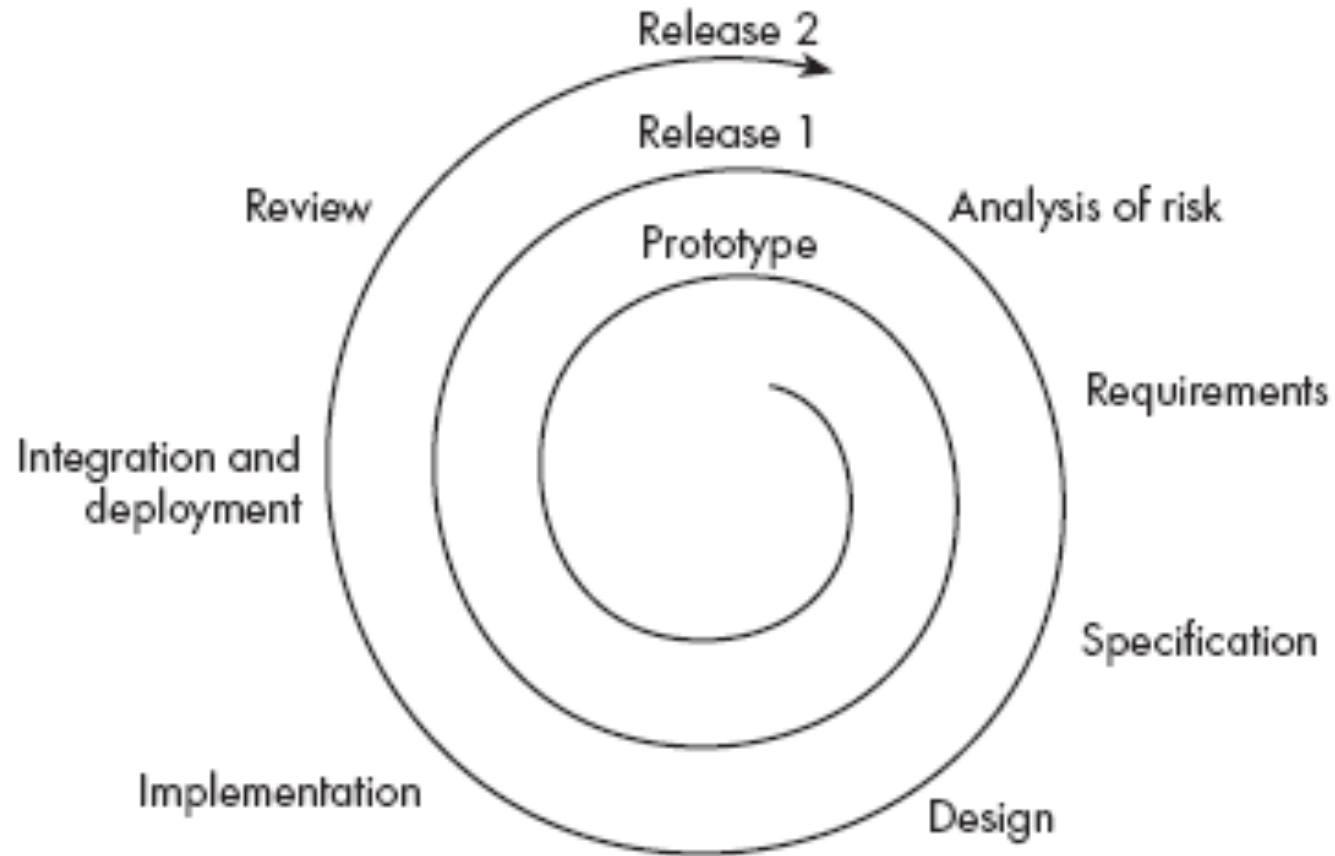 Release 2
Release 1
Prototype
Review
Analysis of risk
Requirements
Integration and
deployment
Specification
Implementation
Design